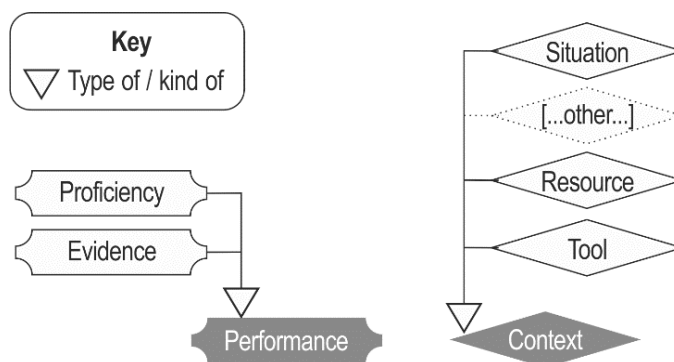 Key
Type of / kind of
Situation
[...other...]
Proficiency
Resource
Evidence
Tool
Performance
Context